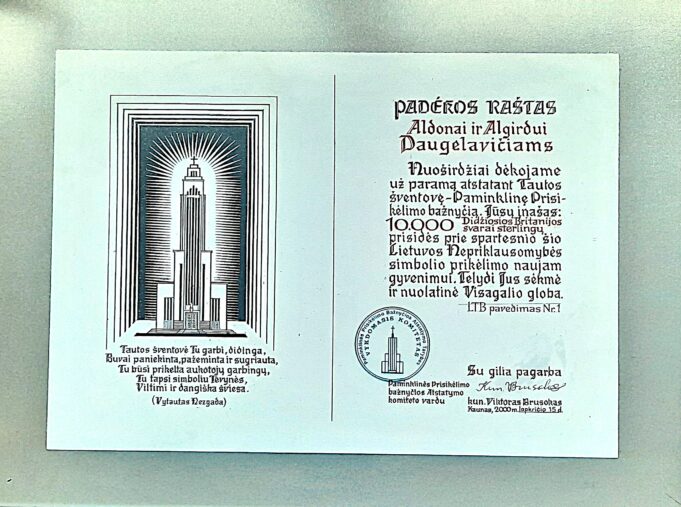 Tautos šventovė Tu garbi, didinga,
Buvai paniekinta, pažeminta ir sugriauta,
Tu būsi prikelta aukotojų garbingų,
Tu tapsi simboliu Tėvynės,
Viltimi ir dangiška šviesa.
(Vytautas Nezgada)
PADĖKOS RAŠTAS
Aldonai ir Algirdui
Daugelavičiams
Nuoširdžiai dėkojame
už paramą atstatant Tautos
šventovę-Paminklinę Prisi-
kėlimo bažnyčią. Jūsų įnašas:
10.000 Didžiosios Britanijos
svarai sterlingų
prisidės prie spartesnio šio
Lietuvos Nepriklausomybės
simbolio prikėlimo naujam
gyvenimui. Telydi Jus sėkmė
ir nuolatinė Visagalio globa.
LTB pavedimas Nr.1
VYKDOMASIS KOMITETAS
Su gilia pagarba
Paminklinės Prisikėlimo
bažnyčios Atstatymo
komiteto vardu
kun. Viktoras Brusokas
Kaunas, 2000 m. lapkričio 15 d.